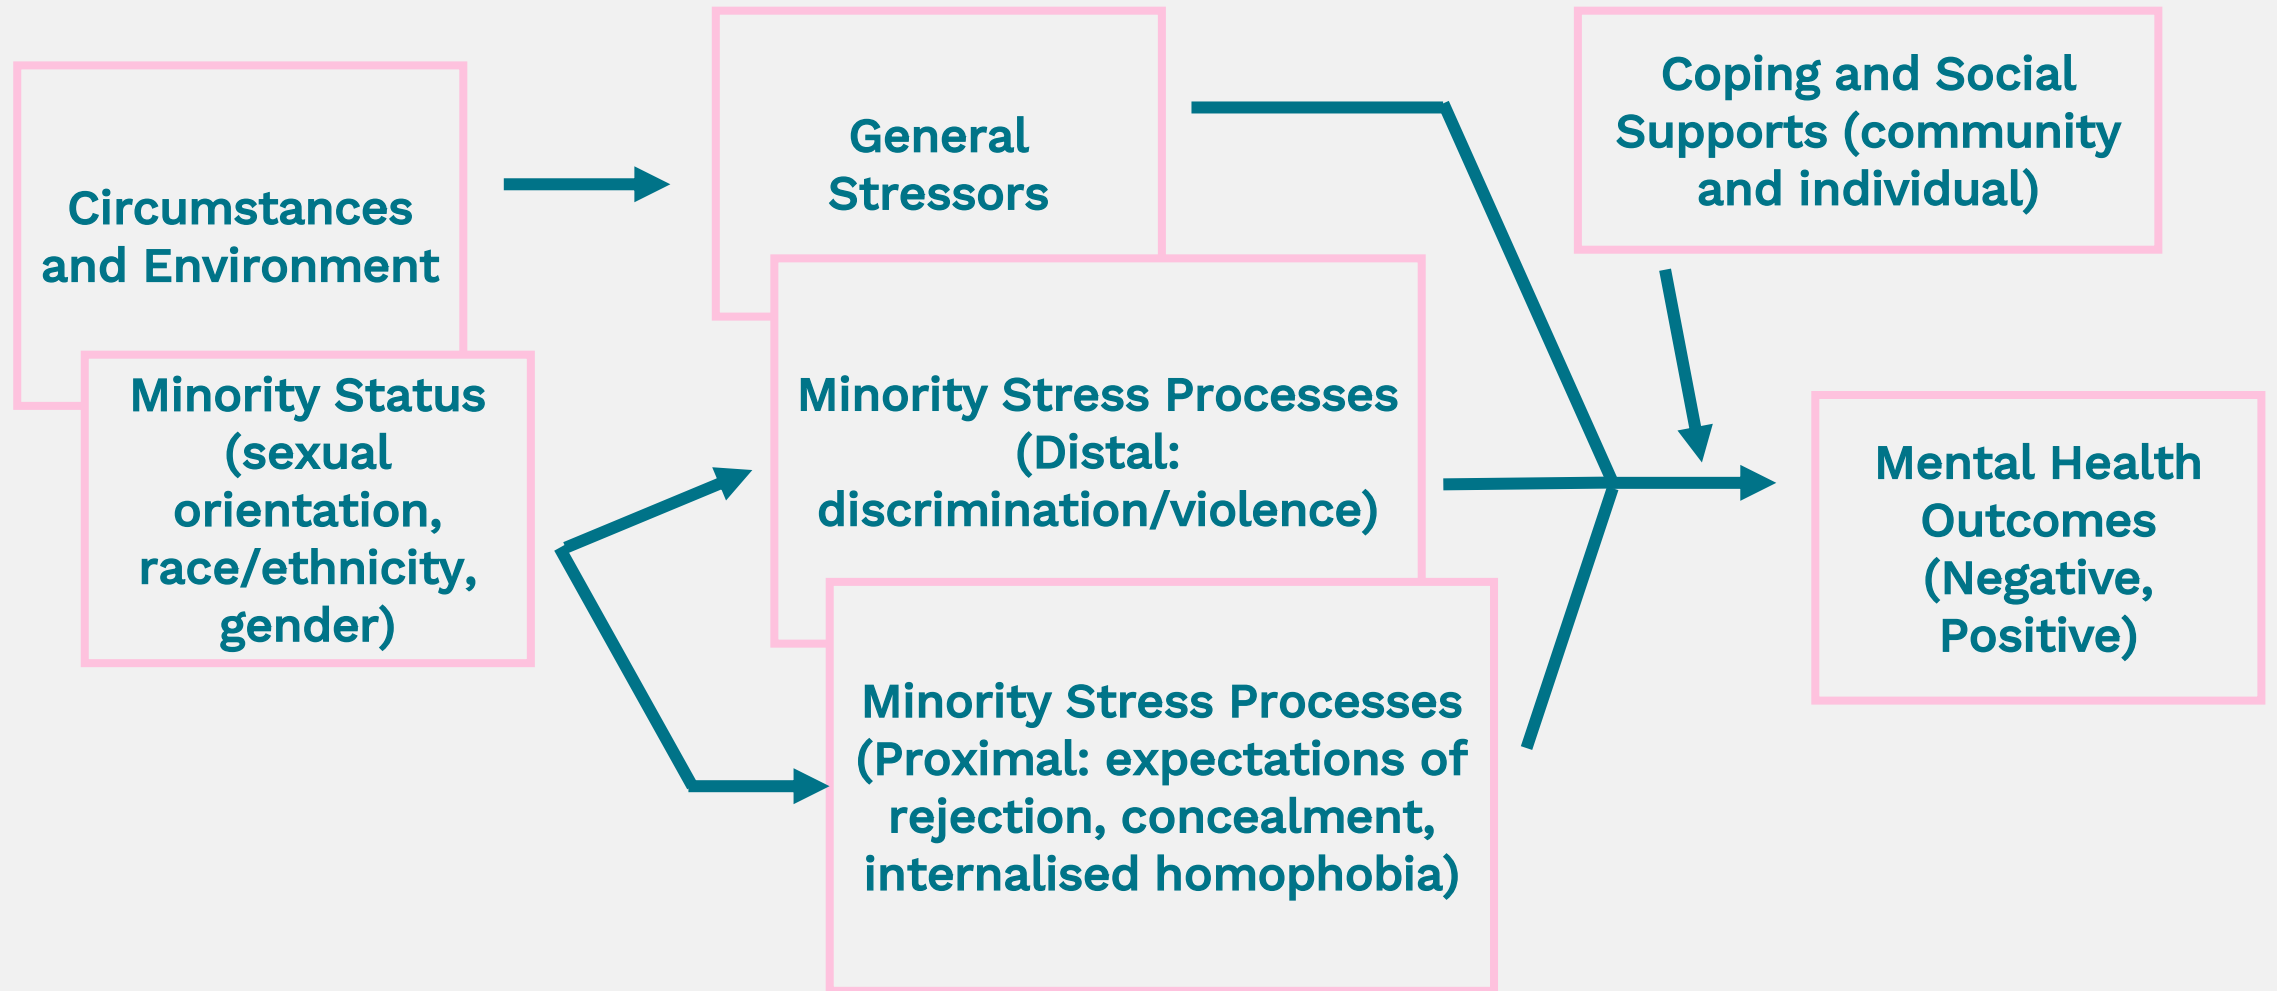 Circumstances
and Environment
Minority Status
(sexual
orientation,
race/ethnicity,
gender)
General
Stressors
Minority Stress Processes
(Distal:
discrimination/violence)
Minority Stress Processes
(Proximal: expectations of
rejection, concealment,
internalised homophobia)
Coping and Social
Supports (community
and individual)
Mental Health
Outcomes
(Negative,
Positive)